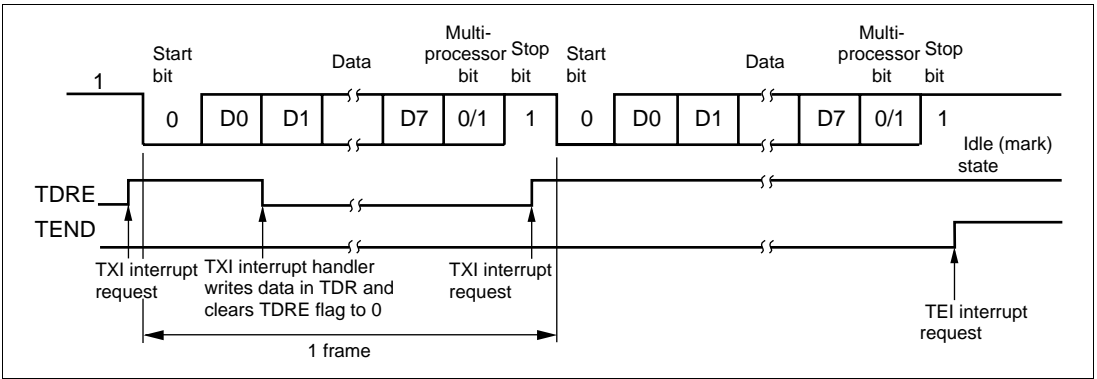 Start
bit
Data
Multi-
processor
bit
Stop
bit
Start
bit
Data
Multi-
processor
bit
Stop
bit
1
0
D0
D1
D7
0/1
1
0
D0
D1
D7
0/1
1
Idle (mark)
state
TDRE
TEND
TXI interrupt
request
TXI interrupt handler
writes data in TDR and
clears TDRE flag to 0
TXI interrupt
request
TEI interrupt
request
1 frame